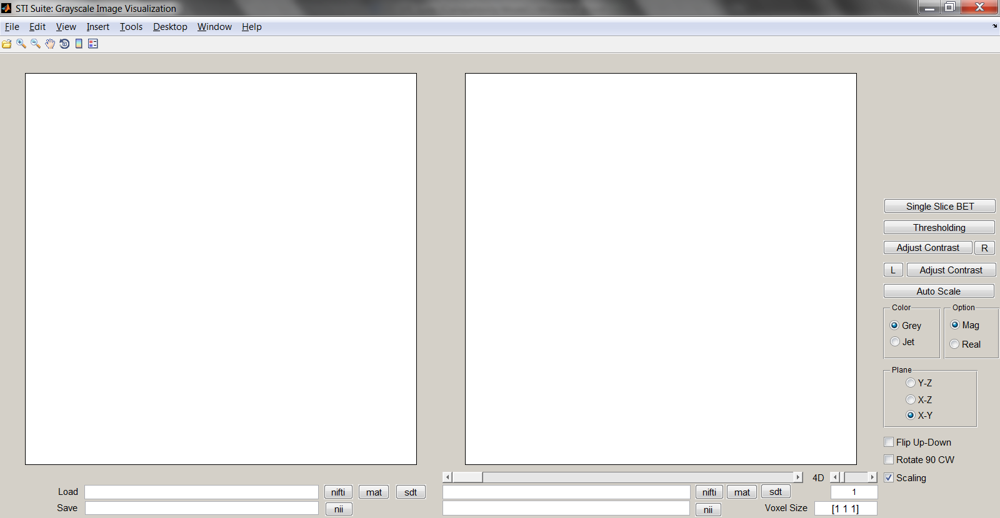 STI Suite: Grayscale Image Visualization
File Edit View Insert Tools Desktop Window Help
Single Slice BET
Thresholding
Adjust Contrast R
L Adjust Contrast
Auto Scale
Color Option
Grey Mag
Jet Real
Plane
Y-Z
X-Z
X-Y
Flip Up-Down
Rotate 90 CW
4D Scaling
Load nifti mat sdt nifti mat sdt 1
Save nii nii Voxel Size [1 1 1]